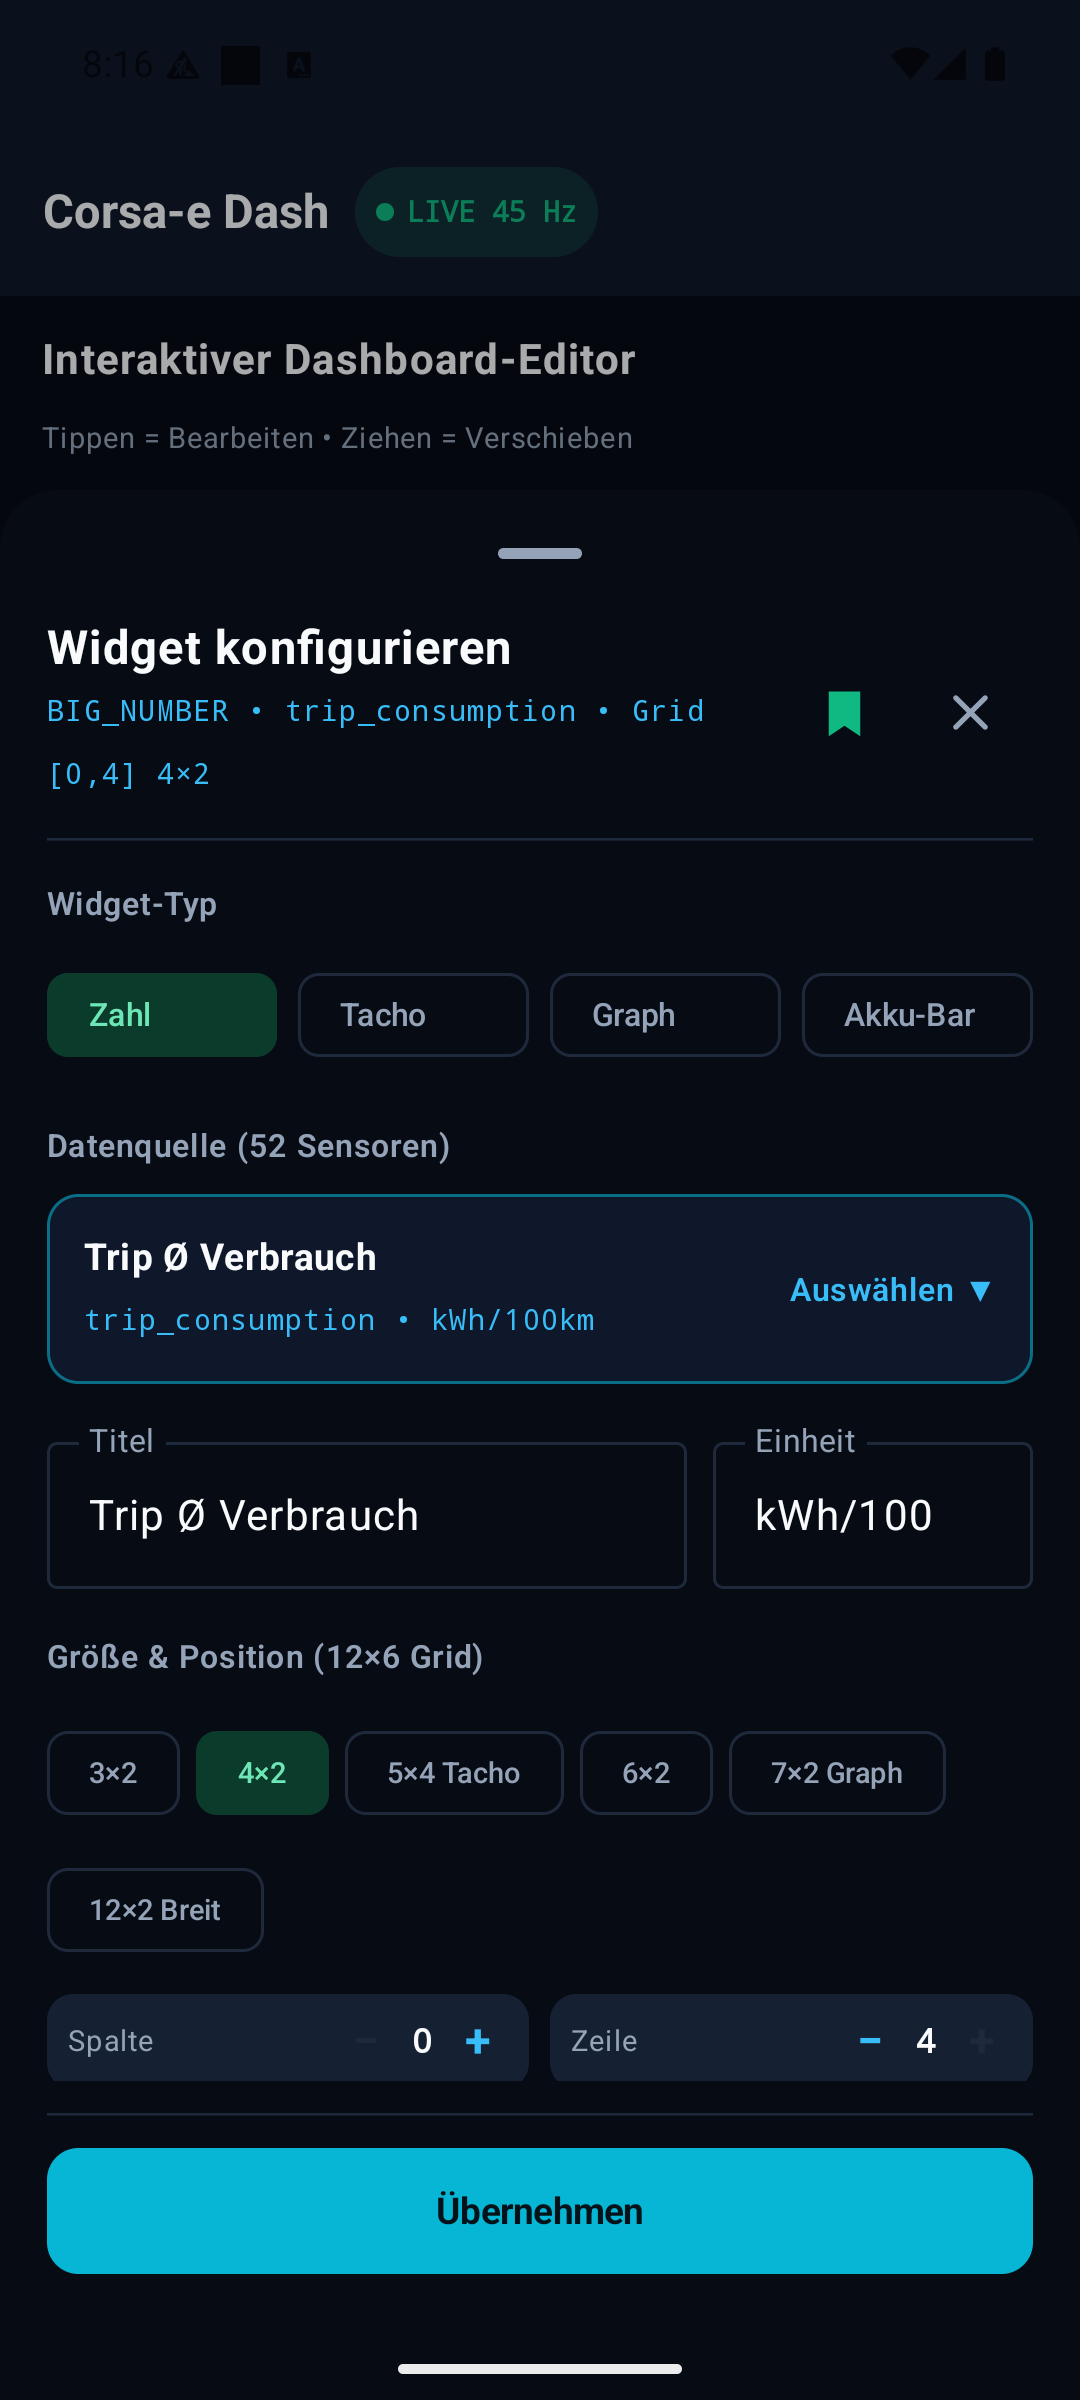 8:16
A
Corsa-e Dash
LIVE 45 Hz
Interaktiver Dashboard-Editor
Tippen = Bearbeiten • Ziehen = Verschieben
Widget konfigurieren
BIG_NUMBER • trip_consumption • Grid
[0,4] 4×2
Widget-Typ
Zahl
Tacho
Graph
Akku-Bar
Datenquelle (52 Sensoren)
Trip Ø Verbrauch
trip_consumption • kWh/100km
Auswählen ▼
Titel
Trip Ø Verbrauch
Einheit
kWh/100
Größe & Position (12×6 Grid)
3×2
4×2
5×4 Tacho
6×2
7×2 Graph
12×2 Breit
Spalte − 0 +
Zeile − 4 +
Übernehmen